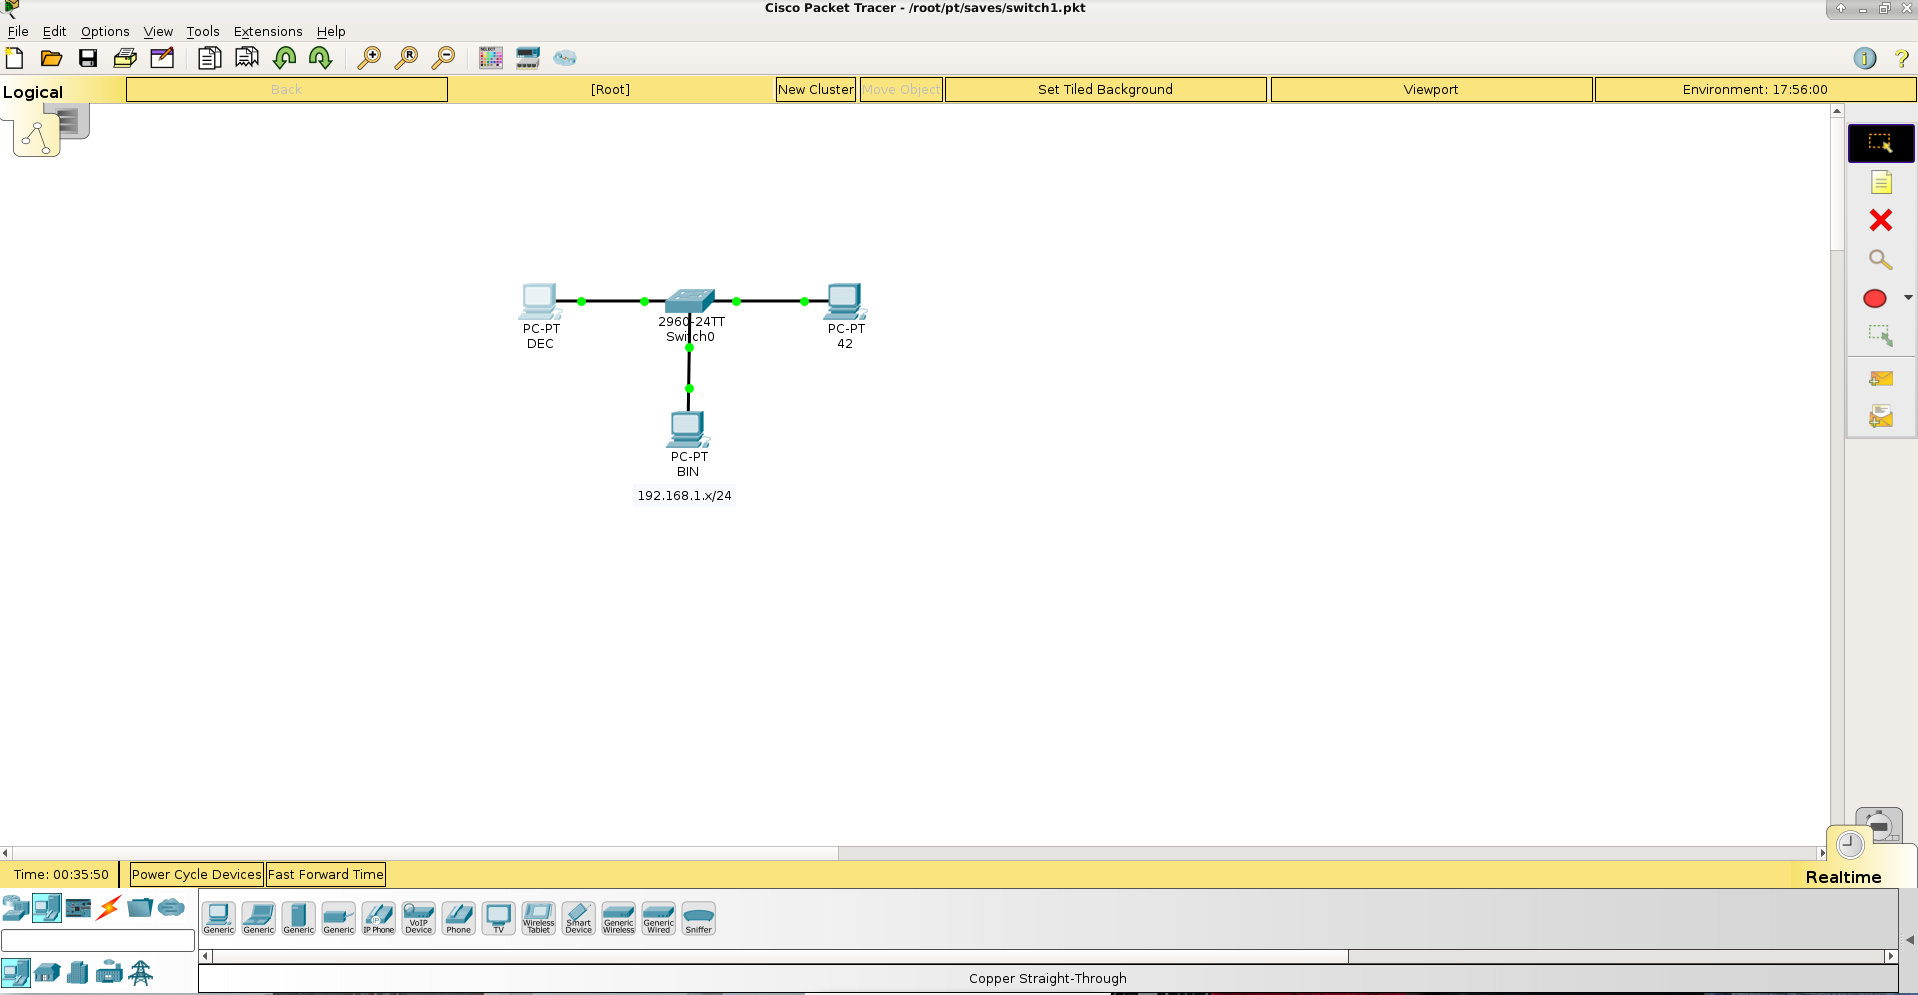 Cisco Packet Tracer - /root/pt/saves/switch1.pkt
File Edit Options View Tools Extensions Help
Logical Back [Root] New Cluster Move Object Set Tiled Background Viewport Environment: 17:56:00
PC-PT
DEC
2960-24TT
Switch0
PC-PT
42
PC-PT
BIN
192.168.1.x/24
Time: 00:35:50 Power Cycle Devices Fast Forward Time Realtime
Generic Generic Generic Generic IP Phone VoIP Device Phone TV Wireless Tablet Smart Device Generic Wireless Generic Wired Sniffer
Copper Straight-Through